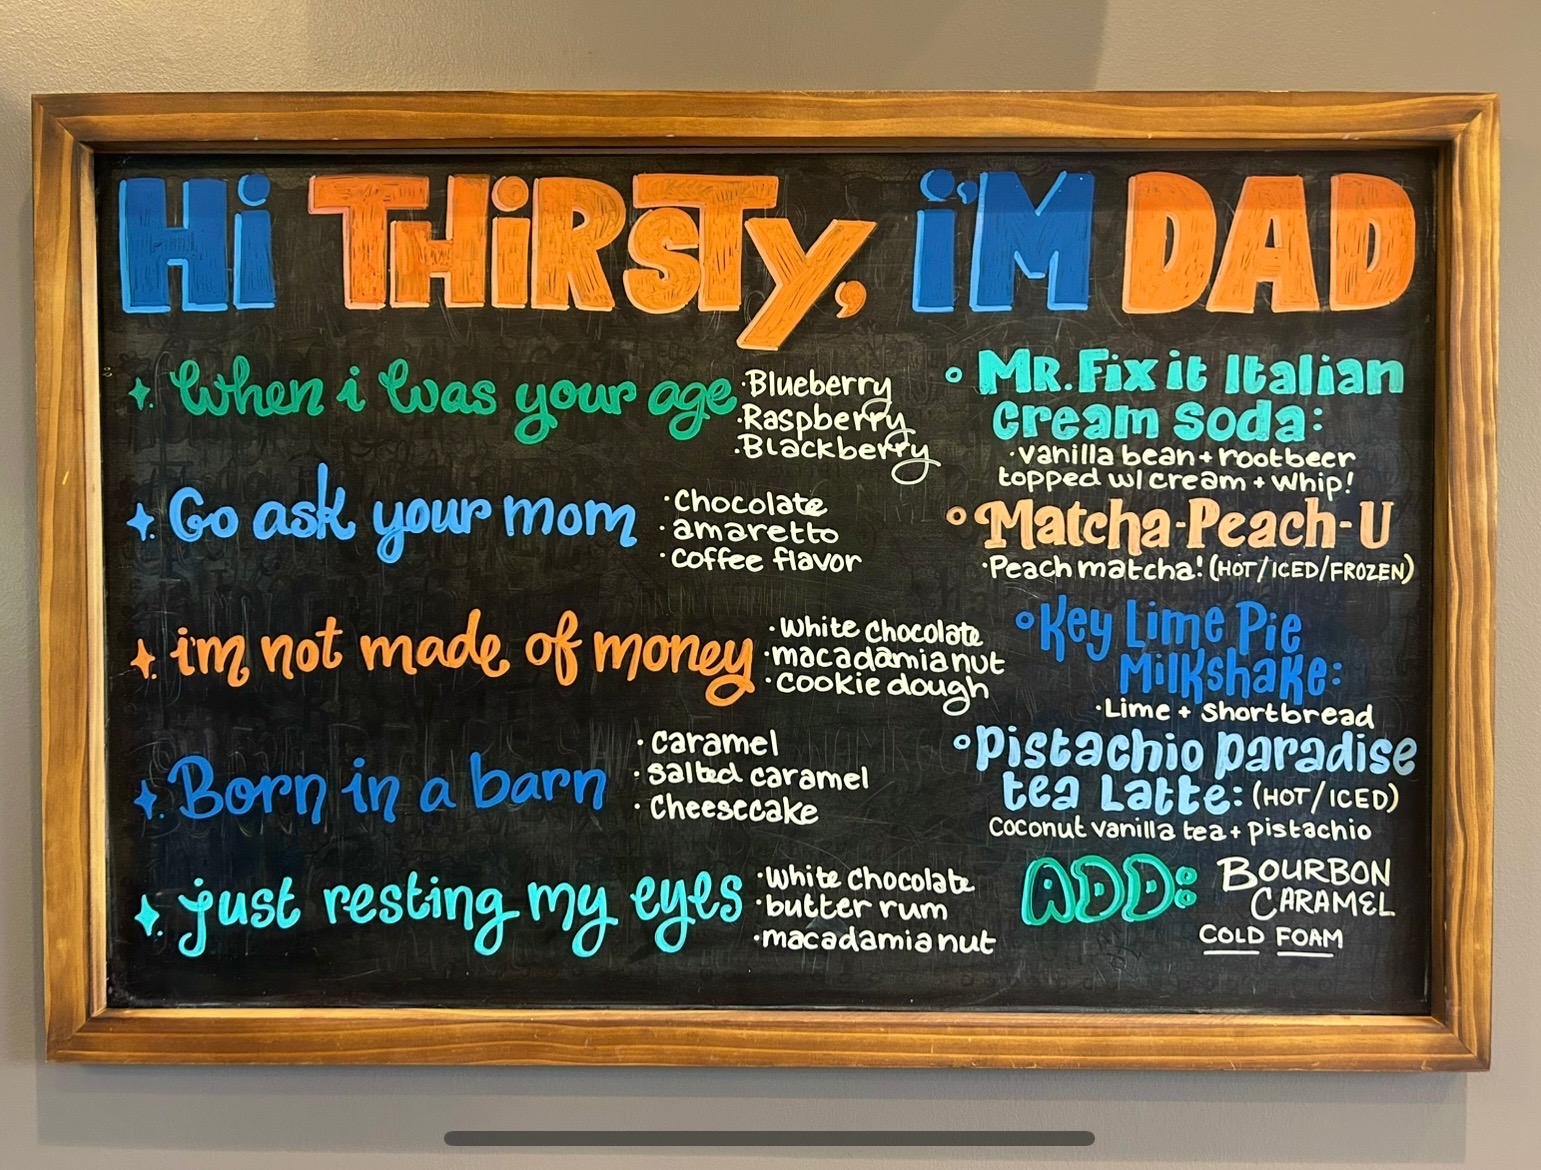 Hi THiRSTy, i'M DAD
When i was your age
·Blueberry
·Raspberry
·Blackberry
Go ask your mom
·Chocolate
·amaretto
·coffee flavor
i'm not made of money
·White chocolate
·macadamia nut
·cookie dough
Born in a barn
·caramel
·salted caramel
·Cheesecake
just resting my eyes
·White chocolate
·butter rum
·macadamia nut
MR. Fix it Italian
cream soda:
·vanilla bean + rootbeer
topped w/ cream + whip!
Matcha-Peach-U
·Peach matcha! (HOT/ICED/FROZEN)
Key Lime Pie
Milkshake:
·Lime + shortbread
Pistachio paradise
tea Latte: (HOT/ICED)
Coconut vanilla tea + pistachio
ADD: BOURBON
CARAMEL
COLD FOAM